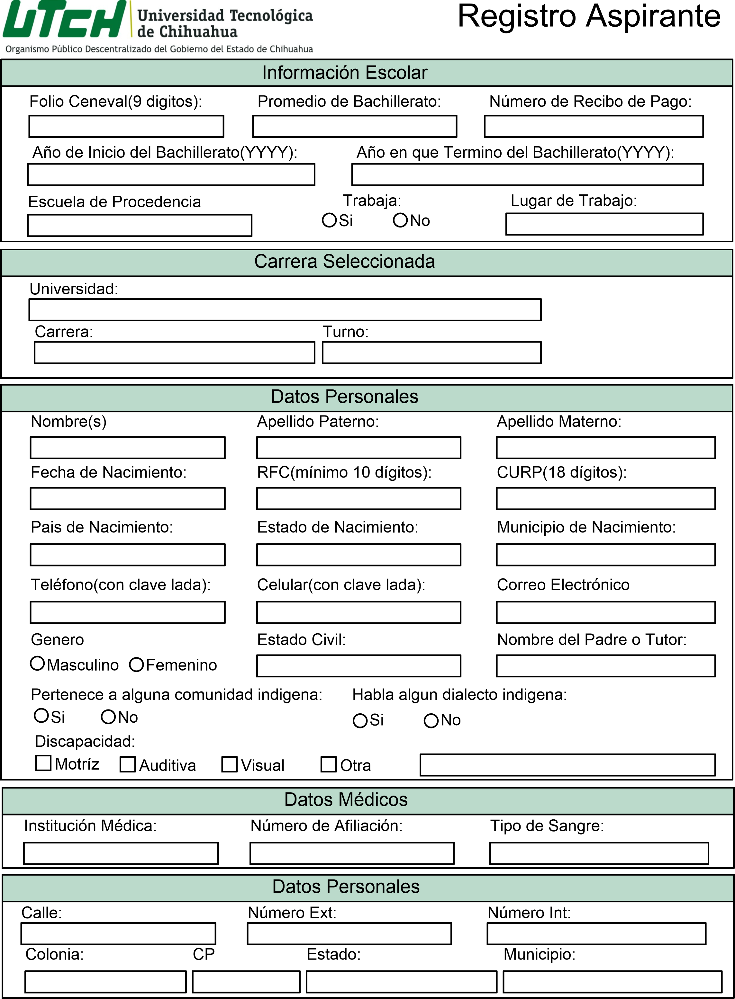 UTCH Universidad Tecnológica
de Chihuahua
Organismo Público Descentralizado del Gobierno del Estado de Chihuahua
Registro Aspirante
Información Escolar
Folio Ceneval(9 digitos): Promedio de Bachillerato: Número de Recibo de Pago:
Año de Inicio del Bachillerato(YYYY): Año en que Termino del Bachillerato(YYYY):
Escuela de Procedencia Trabaja: Lugar de Trabajo:
Si No
Carrera Seleccionada
Universidad:
Carrera: Turno:
Datos Personales
Nombre(s) Apellido Paterno: Apellido Materno:
Fecha de Nacimiento: RFC(mínimo 10 dígitos): CURP(18 dígitos):
Pais de Nacimiento: Estado de Nacimiento: Municipio de Nacimiento:
Teléfono(con clave lada): Celular(con clave lada): Correo Electrónico
Genero Estado Civil: Nombre del Padre o Tutor:
Masculino Femenino
Pertenece a alguna comunidad indigena: Habla algun dialecto indigena:
Si No Si No
Discapacidad:
Motríz Auditiva Visual Otra
Datos Médicos
Institución Médica: Número de Afiliación: Tipo de Sangre:
Datos Personales
Calle: Número Ext: Número Int:
Colonia: CP Estado: Municipio: